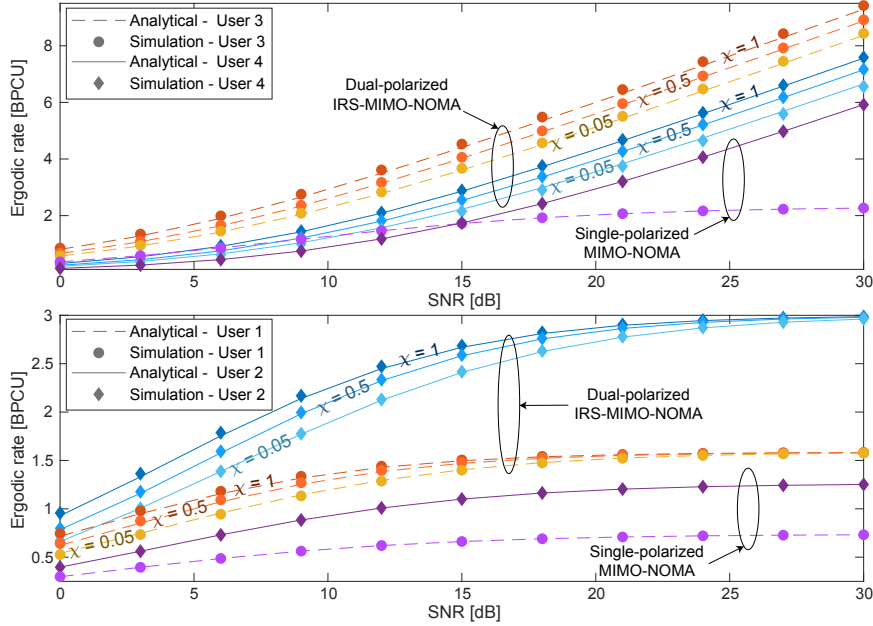 Analytical - User 3
Simulation - User 3
Analytical - User 4
Simulation - User 4
Dual-polarized
IRS-MIMO-NOMA
χ = 1
χ = 0.5
χ = 0.05
χ = 1
χ = 0.5
χ = 0.05
Single-polarized
MIMO-NOMA
Ergodic rate [BPCU]
8
6
4
2
0 5 10 15 20 25 30
SNR [dB]
Analytical - User 1
Simulation - User 1
Analytical - User 2
Simulation - User 2
χ = 1
χ = 0.5
χ = 0.05
Dual-polarized
IRS-MIMO-NOMA
χ = 1
χ = 0.5
χ = 0.05
Single-polarized
MIMO-NOMA
Ergodic rate [BPCU]
3
2.5
2
1.5
1
0.5
0 5 10 15 20 25 30
SNR [dB]